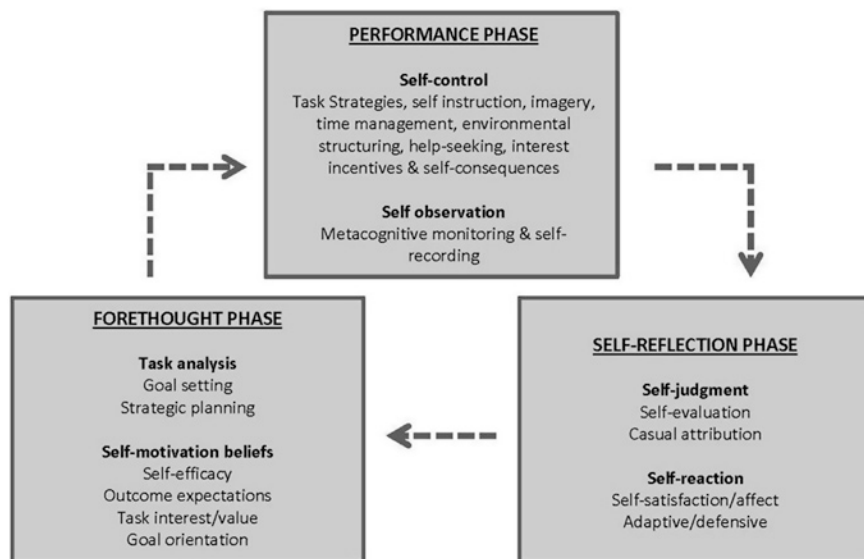 PERFORMANCE PHASE
Self-control
Task Strategies, self instruction, imagery,
time management, environmental
structuring, help-seeking, interest
incentives & self-consequences
Self observation
Metacognitive monitoring & self-
recording
FORETHOUGHT PHASE
Task analysis
Goal setting
Strategic planning
Self-motivation beliefs
Self-efficacy
Outcome expectations
Task interest/value
Goal orientation
SELF-REFLECTION PHASE
Self-judgment
Self-evaluation
Casual attribution
Self-reaction
Self-satisfaction/affect
Adaptive/defensive